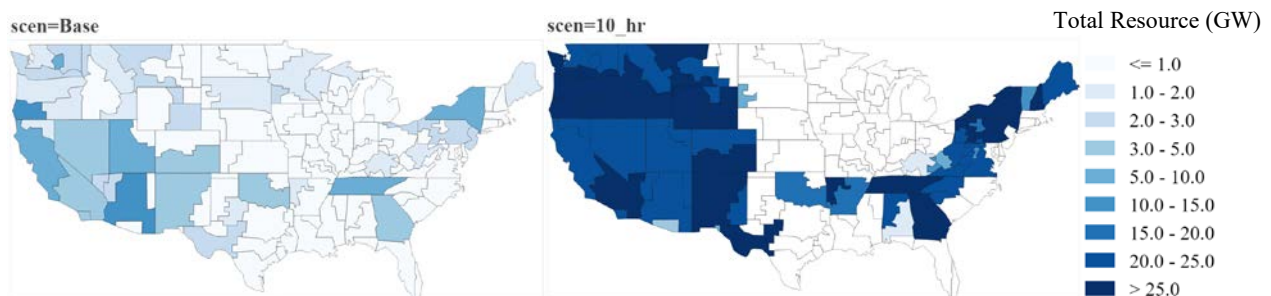 scen=Base
scen=10_hr
Total Resource (GW)
<= 1.0
1.0 - 2.0
2.0 - 3.0
3.0 - 5.0
5.0 - 10.0
10.0 - 15.0
15.0 - 20.0
20.0 - 25.0
> 25.0